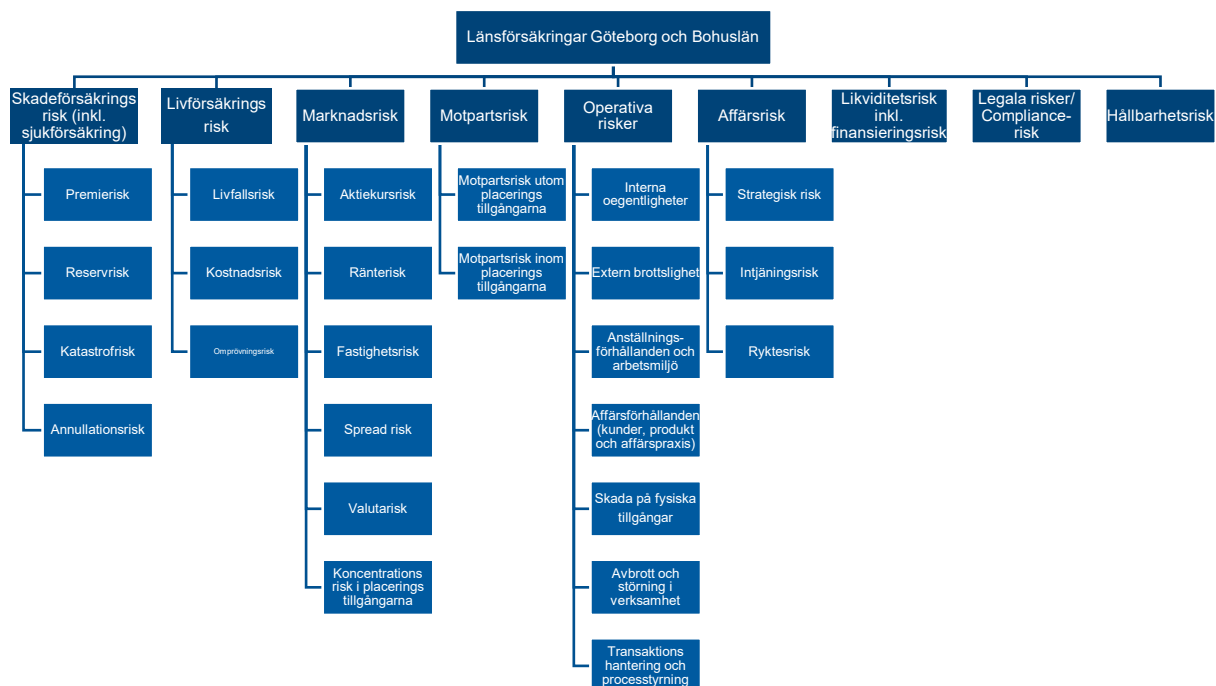 Länsförsäkringar Göteborg och Bohuslän
Skadeförsäkrings
risk (inkl.
sjukförsäkring)
Livförsäkrings
risk
Marknadsrisk
Motpartsrisk
Operativa
risker
Affärsrisk
Likviditetsrisk
inkl.
finansieringsrisk
Legala risker/
Compliance-
risk
Hållbarhetsrisk
Premierisk
Reservrisk
Katastrofrisk
Annullationsrisk
Livfallsrisk
Kostnadsrisk
Omprövningsrisk
Aktiekursrisk
Ränterisk
Fastighetsrisk
Spread risk
Valutarisk
Koncentrations
risk i placerings
tillgångarna
Motpartsrisk utom
placerings
tillgångarna
Motpartsrisk inom
placerings
tillgångarna
Interna
oegentligheter
Extern brottslighet
Anställnings-
förhållanden och
arbetsmiljö
Affärsförhållanden
(kunder, produkt
och affärspraxis)
Skada på fysiska
tillgångar
Avbrott och
störning i
verksamhet
Transaktions
hantering och
processtyrning
Strategisk risk
Intjäningsrisk
Ryktesrisk